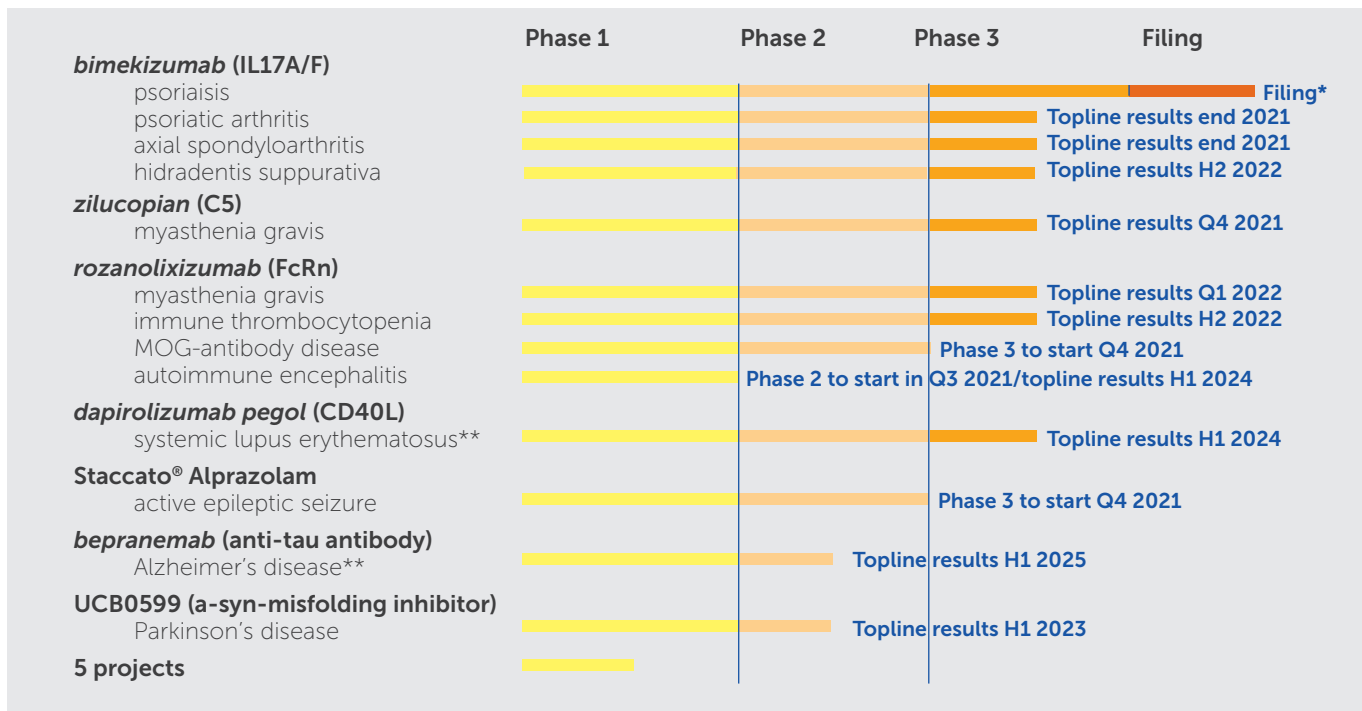 Phase 1 Phase 2 Phase 3 Filing
bimekizumab (IL17A/F)
psoriaisis Filing*
psoriatic arthritis Topline results end 2021
axial spondyloarthritis Topline results end 2021
hidradentis suppurativa Topline results H2 2022
zilucopian (C5)
myasthenia gravis Topline results Q4 2021
rozanolixizumab (FcRn)
myasthenia gravis Topline results Q1 2022
immune thrombocytopenia Topline results H2 2022
MOG-antibody disease Phase 3 to start Q4 2021
autoimmune encephalitis Phase 2 to start in Q3 2021/topline results H1 2024
dapirolizumab pegol (CD40L)
systemic lupus erythematosus** Topline results H1 2024
Staccato® Alprazolam
active epileptic seizure Phase 3 to start Q4 2021
bepranemab (anti-tau antibody)
Alzheimer's disease** Topline results H1 2025
UCB0599 (a-syn-misfolding inhibitor)
Parkinson's disease Topline results H1 2023
5 projects